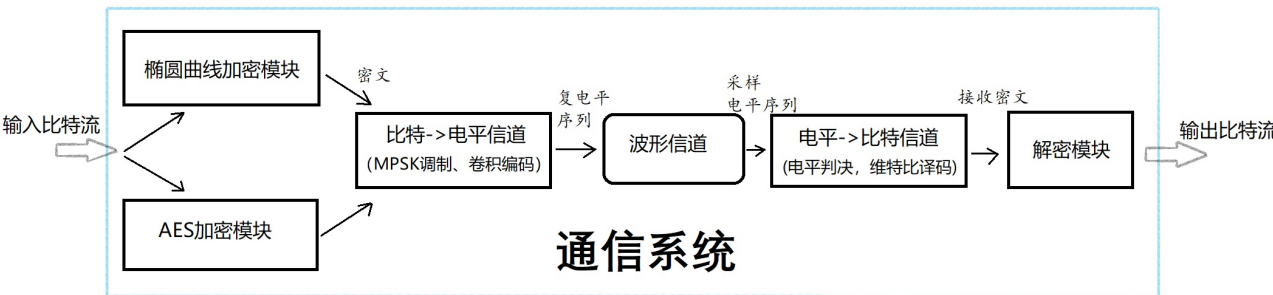 输入比特流
椭圆曲线加密模块
AES加密模块
密文
比特->电平信道
(MPSK调制、卷积编码)
复电平
序列
波形信道
采样
电平序列
电平->比特信道
(电平判决，维特比译码)
接收密文
解密模块
输出比特流
通信系统